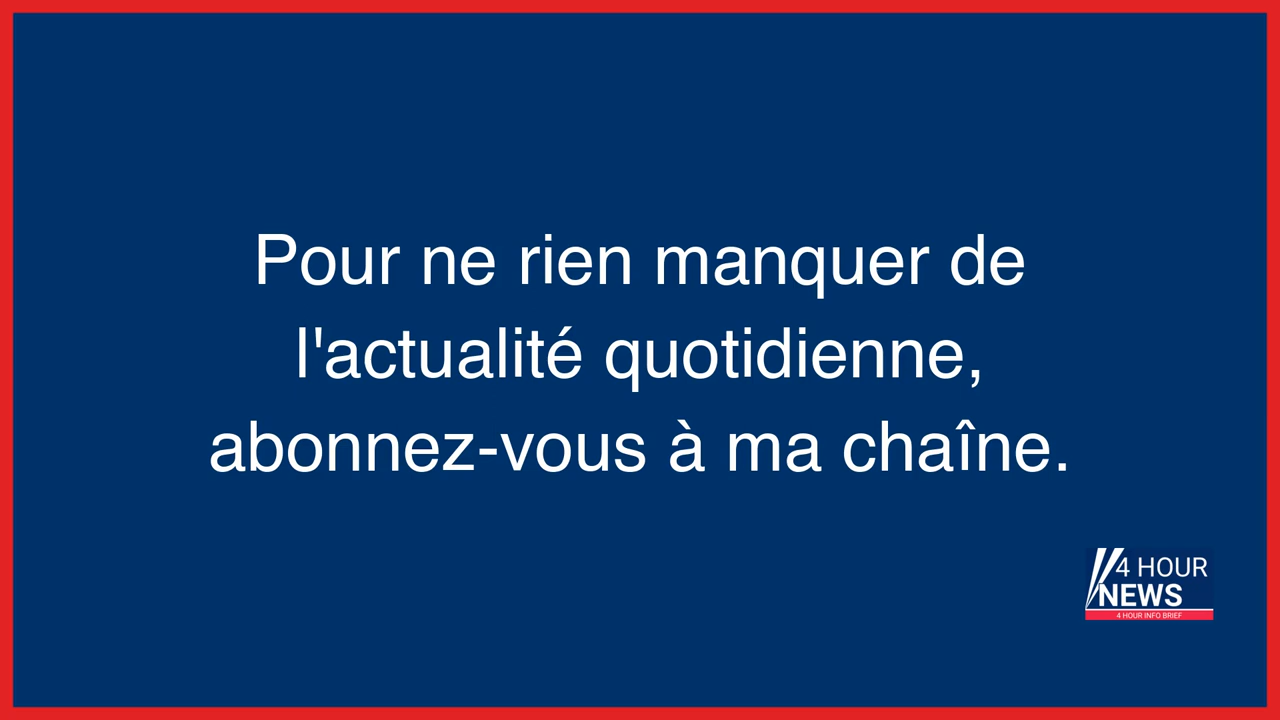 Pour ne rien manquer de
l'actualité quotidienne,
abonnez-vous à ma chaîne.
4 HOUR
NEWS
4 HOUR INFO BRIEF